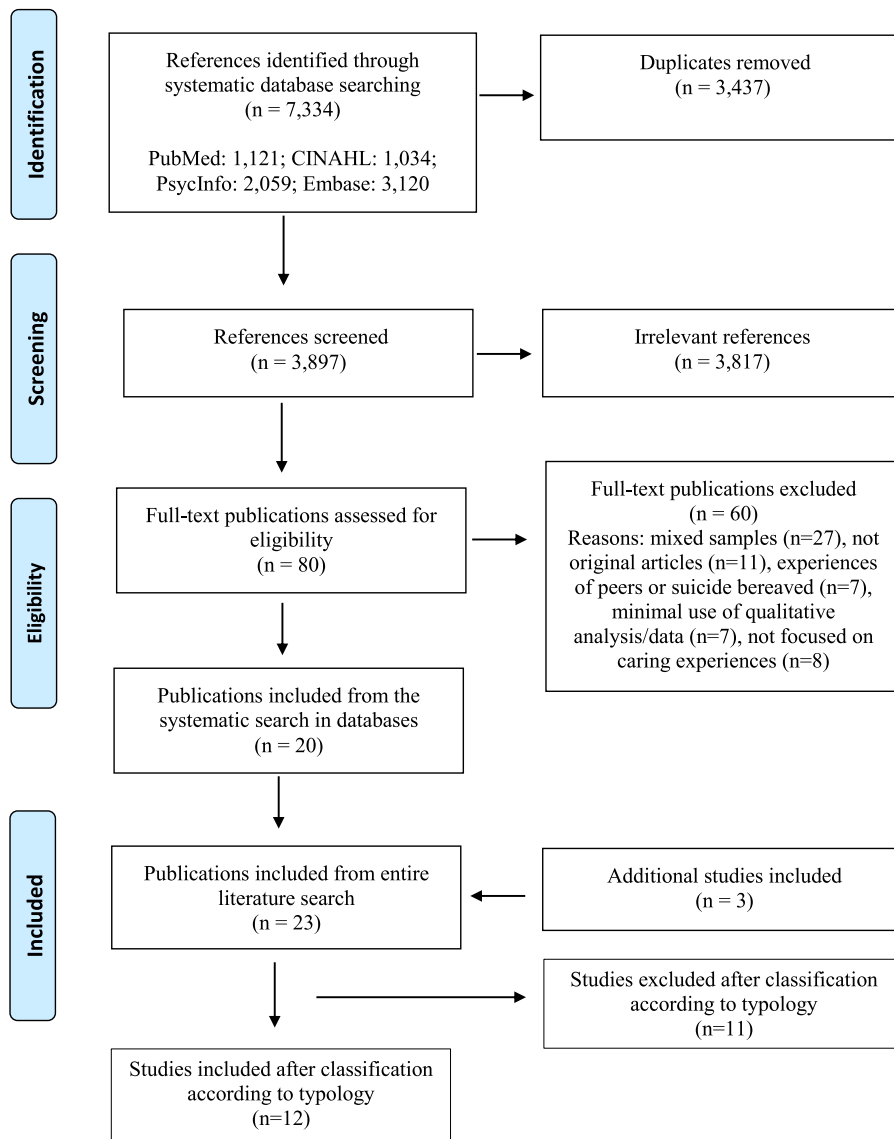 Identification
References identified through
systematic database searching
(n = 7,334)
PubMed: 1,121; CINAHL: 1,034;
PsycInfo: 2,059; Embase: 3,120
Duplicates removed
(n = 3,437)
Screening
References screened
(n = 3,897)
Irrelevant references
(n = 3,817)
Eligibility
Full-text publications assessed for
eligibility
(n = 80)
Full-text publications excluded
(n = 60)
Reasons: mixed samples (n=27), not
original articles (n=11), experiences
of peers or suicide bereaved (n=7),
minimal use of qualitative
analysis/data (n=7), not focused on
caring experiences (n=8)
Publications included from the
systematic search in databases
(n = 20)
Included
Publications included from entire
literature search
(n = 23)
Additional studies included
(n = 3)
Studies excluded after classification
according to typology
(n=11)
Studies included after classification
according to typology
(n=12)